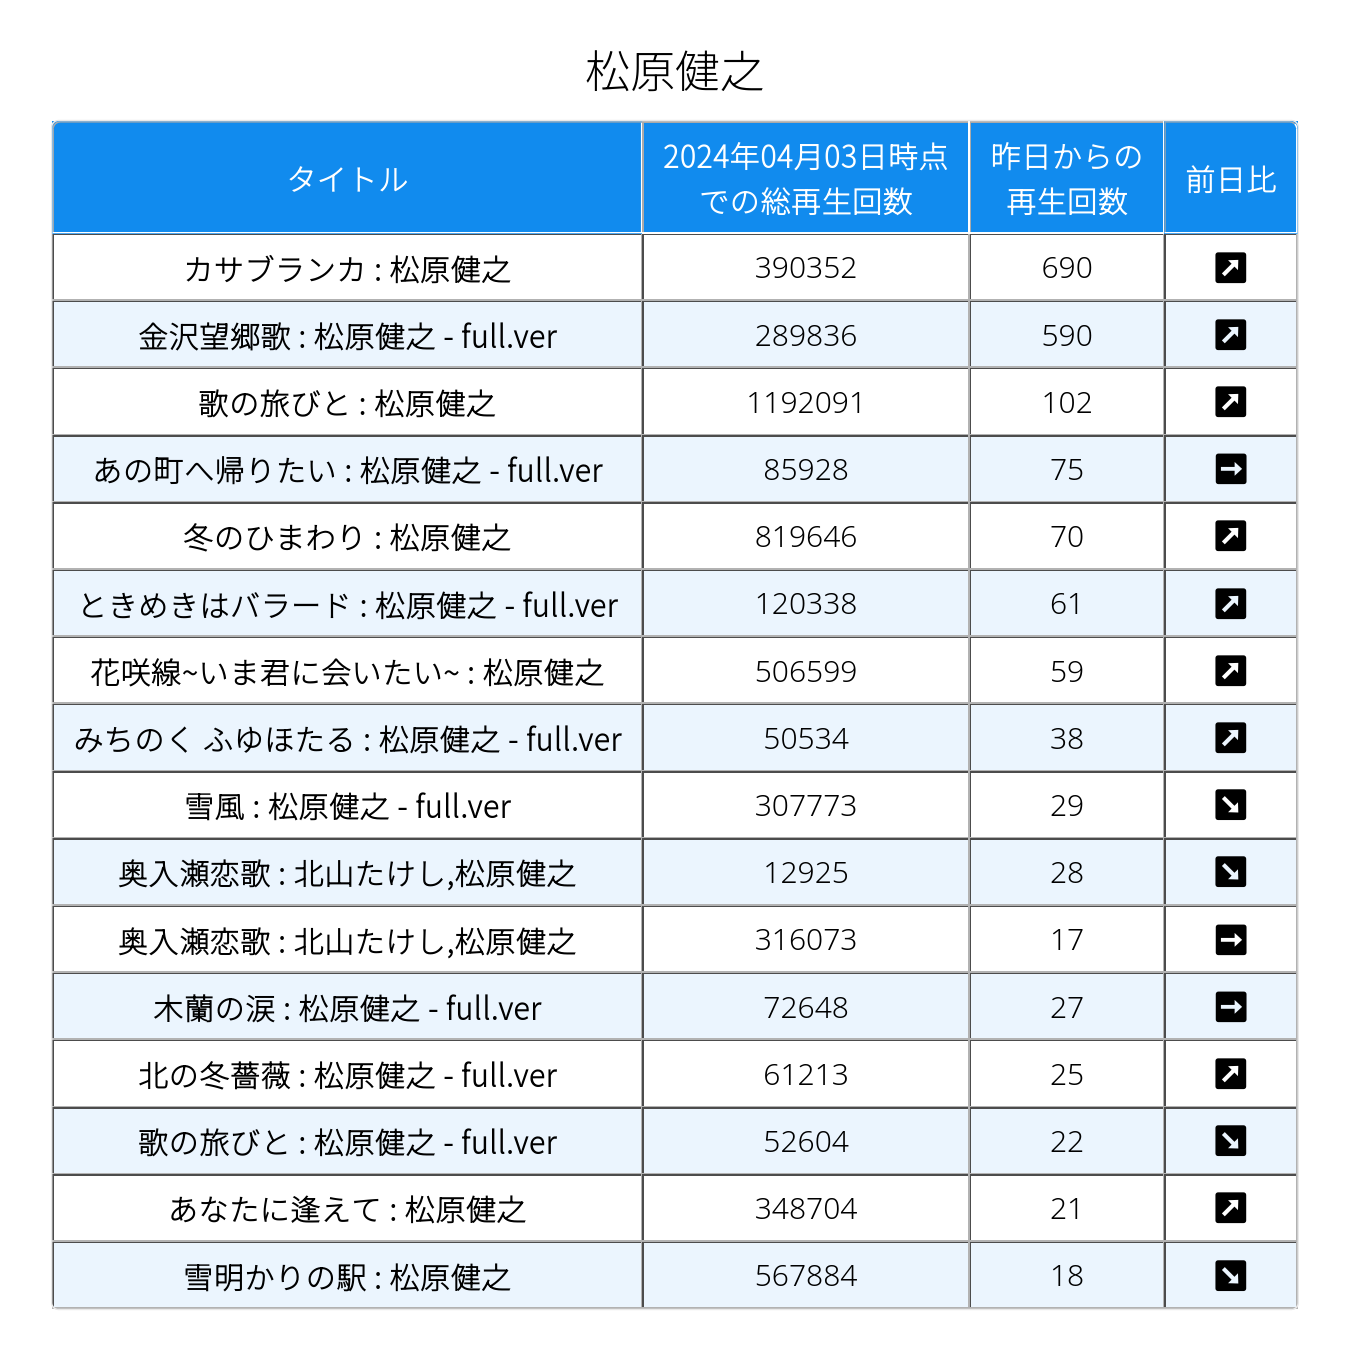 松原健之
タイトル 2024年04月03日時点での総再生回数 昨日からの再生回数 前日比
カサブランカ : 松原健之 390352 690
金沢望郷歌 : 松原健之 - full.ver 289836 590
歌の旅びと : 松原健之 1192091 102
あの町へ帰りたい : 松原健之 - full.ver 85928 75
冬のひまわり : 松原健之 819646 70
ときめきはバラード : 松原健之 - full.ver 120338 61
花咲線~いま君に会いたい~ : 松原健之 506599 59
みちのく ふゆほたる : 松原健之 - full.ver 50534 38
雪風 : 松原健之 - full.ver 307773 29
奥入瀬恋歌 : 北山たけし,松原健之 12925 28
奥入瀬恋歌 : 北山たけし,松原健之 316073 17
木蘭の涙 : 松原健之 - full.ver 72648 27
北の冬薔薇 : 松原健之 - full.ver 61213 25
歌の旅びと : 松原健之 - full.ver 52604 22
あなたに逢えて : 松原健之 348704 21
雪明かりの駅 : 松原健之 567884 18